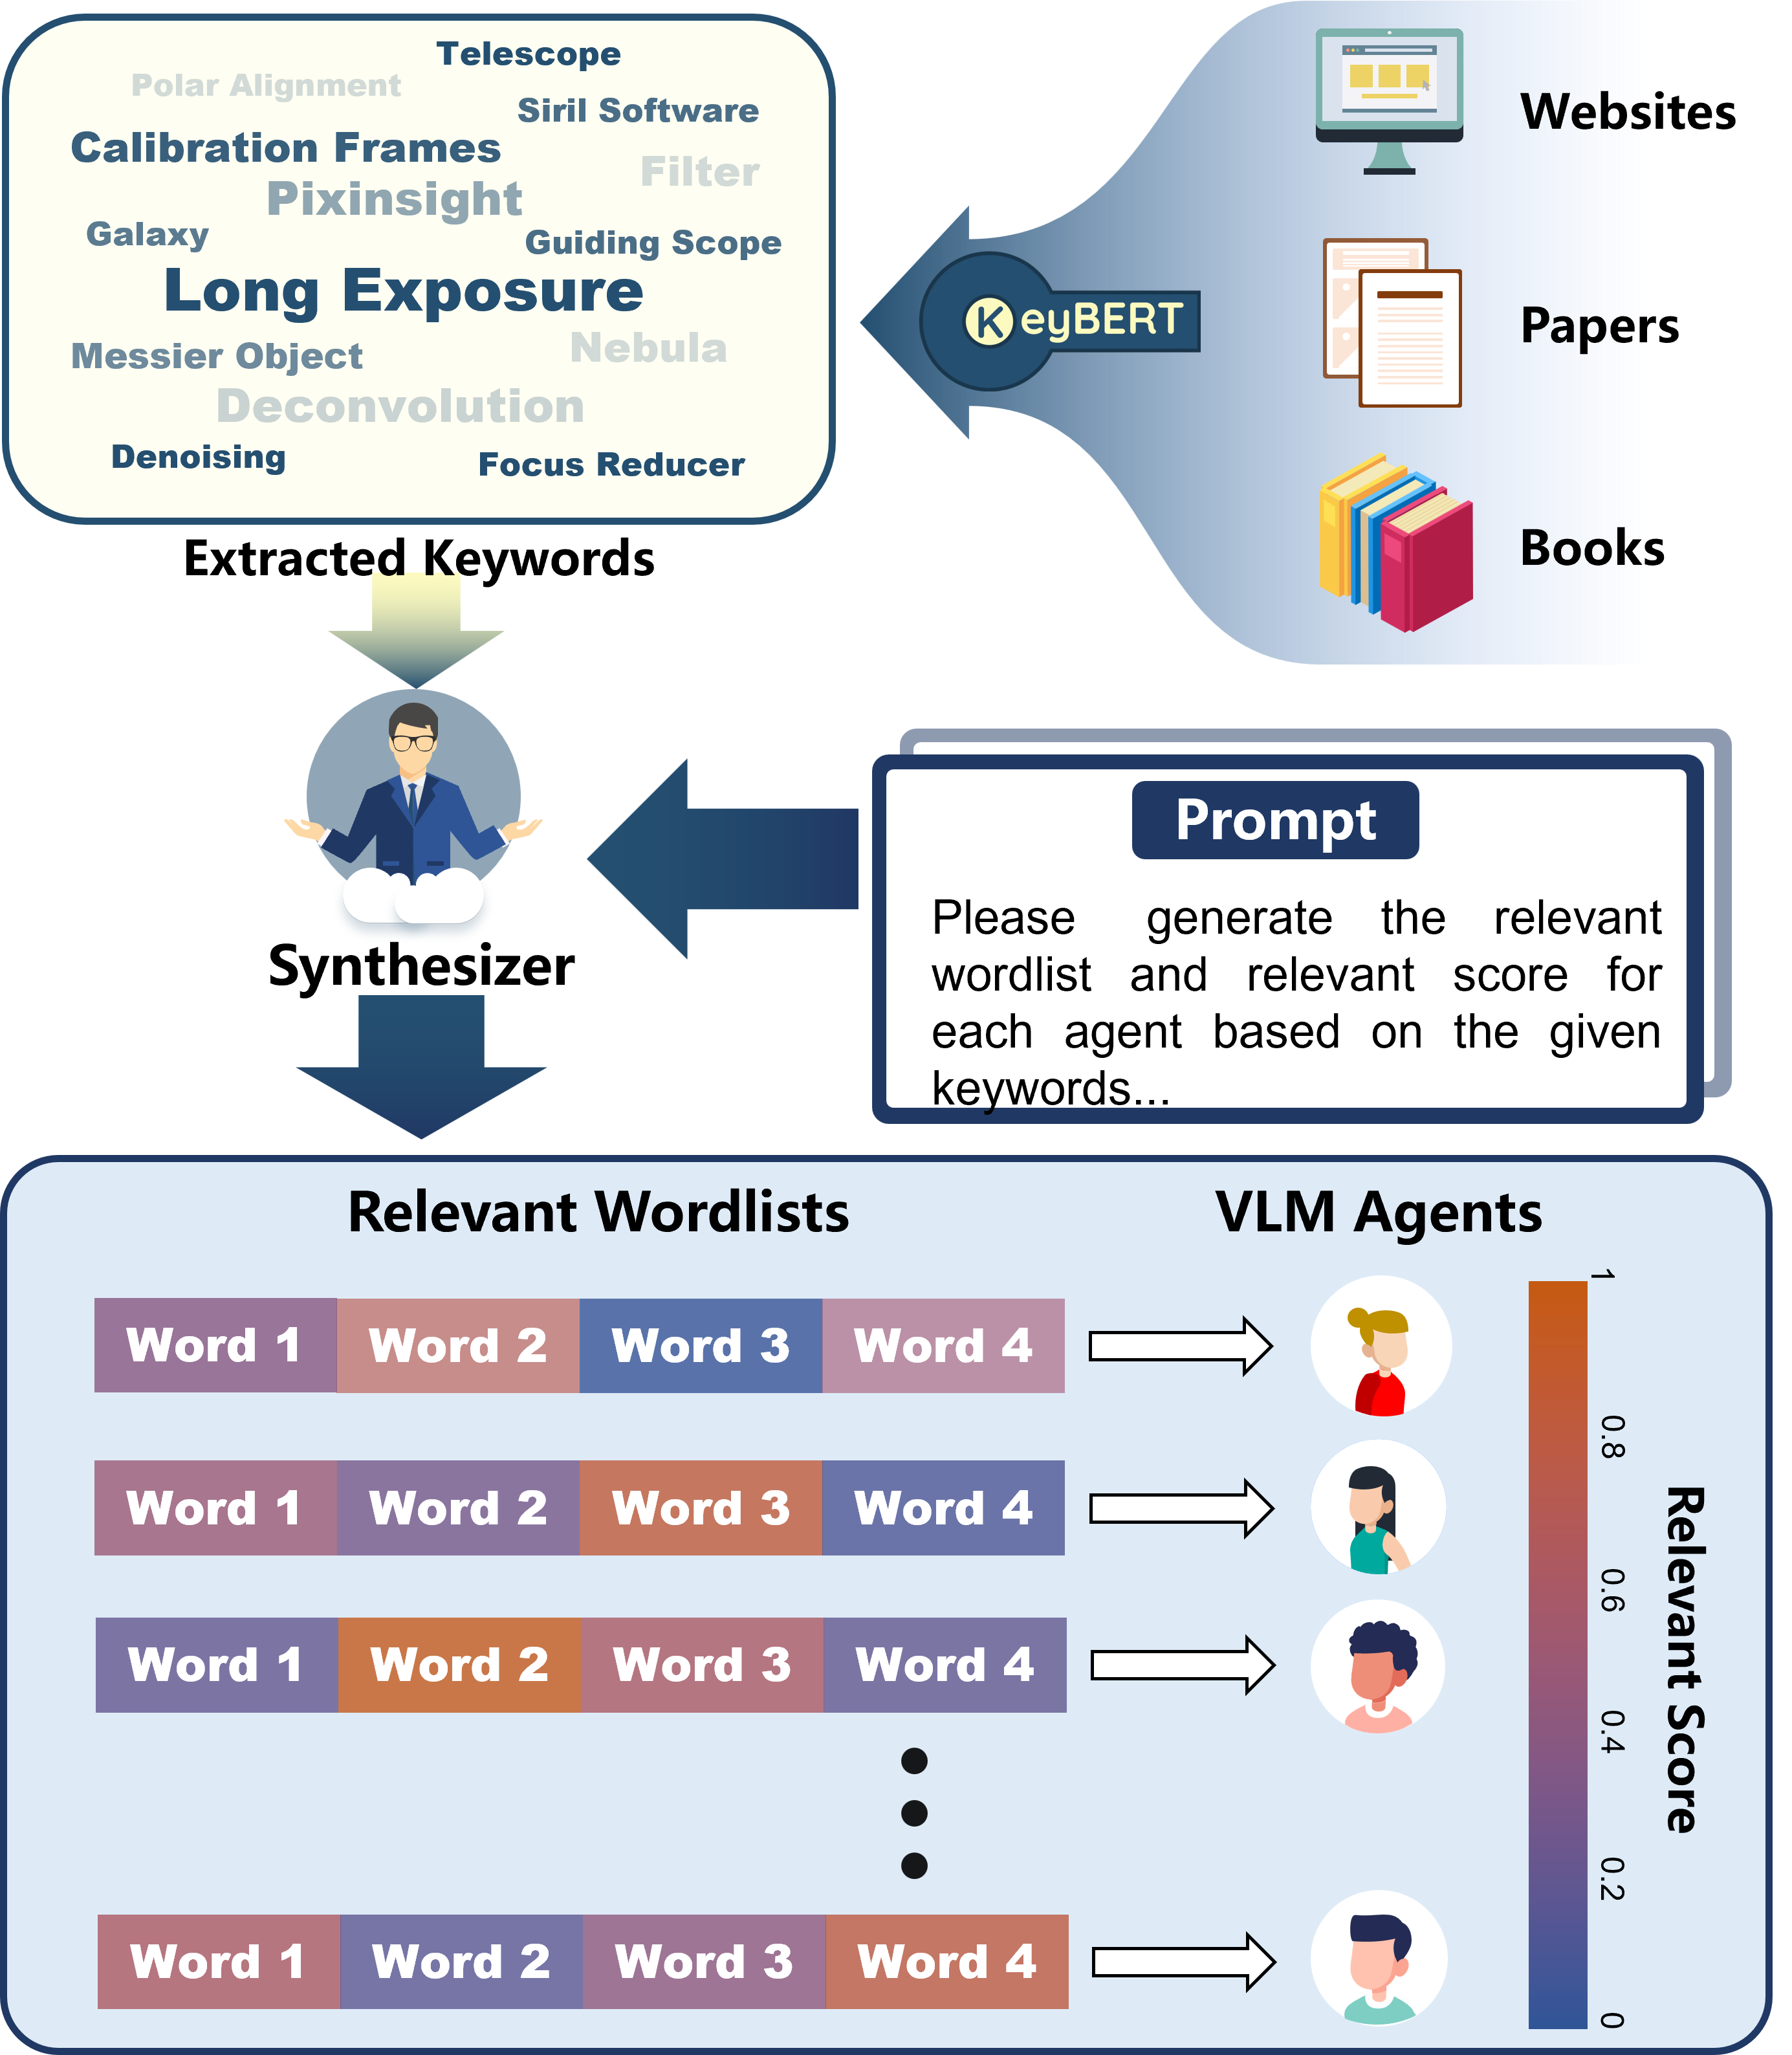 Telescope
Polar Alignment
Siril Software
Calibration Frames
Filter
Pixinsight
Galaxy
Guiding Scope
Long Exposure
Nebula
Messier Object
Deconvolution
Denoising
Focus Reducer
Extracted Keywords
KeyBERT
Websites
Papers
Books
Synthesizer
Prompt
Please generate the relevant
wordlist and relevant score for
each agent based on the given
keywords...
Relevant Wordlists
VLM Agents
Word 1 Word 2 Word 3 Word 4
Word 1 Word 2 Word 3 Word 4
Word 1 Word 2 Word 3 Word 4
Word 1 Word 2 Word 3 Word 4
1
0.8
0.6
0.4
0.2
0
Relevant Score